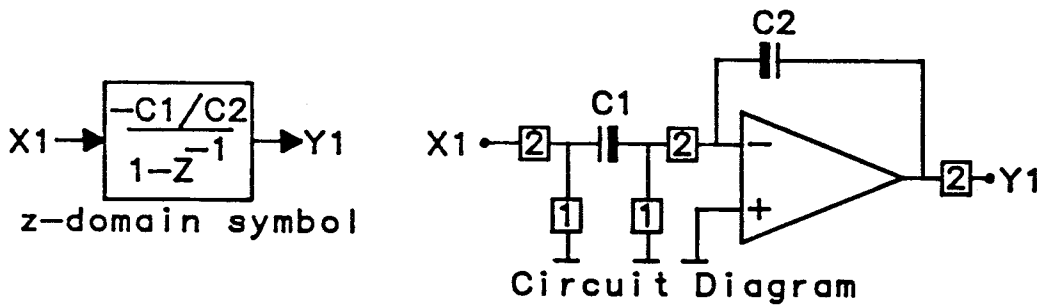 X1
-C1/C2
1-Z-1
Y1
z-domain symbol
C2
C1
X1
2
2
1
1
-
+
2
Y1
Circuit Diagram